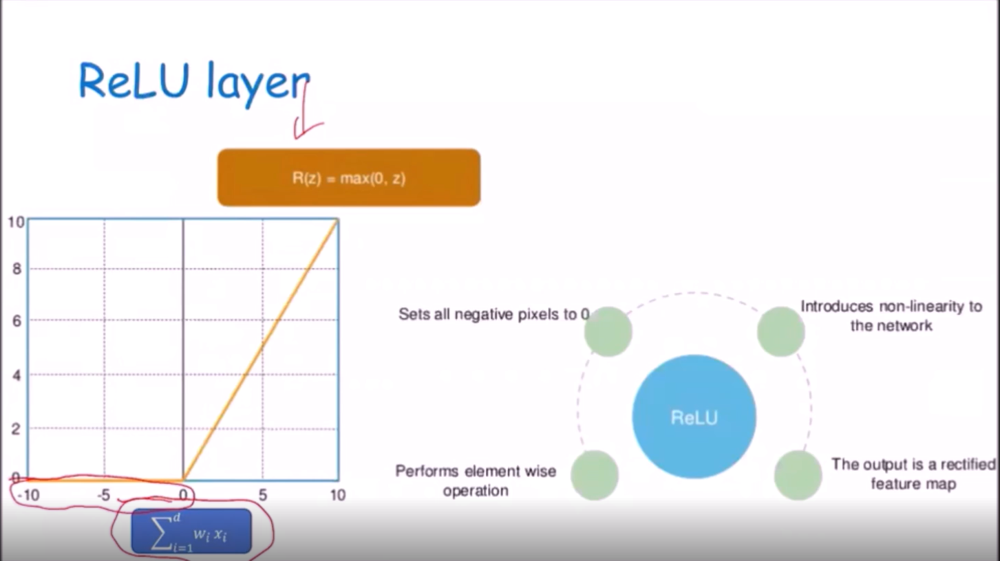 ReLU layer
R(z) = max(0, z)
10
8
6
4
2
0
-10 -5 0 5 10
∑_{i=1}^{d} w_i x_i
Sets all negative pixels to 0
Introduces non-linearity to
the network
ReLU
Performs element wise
operation
The output is a rectified
feature map